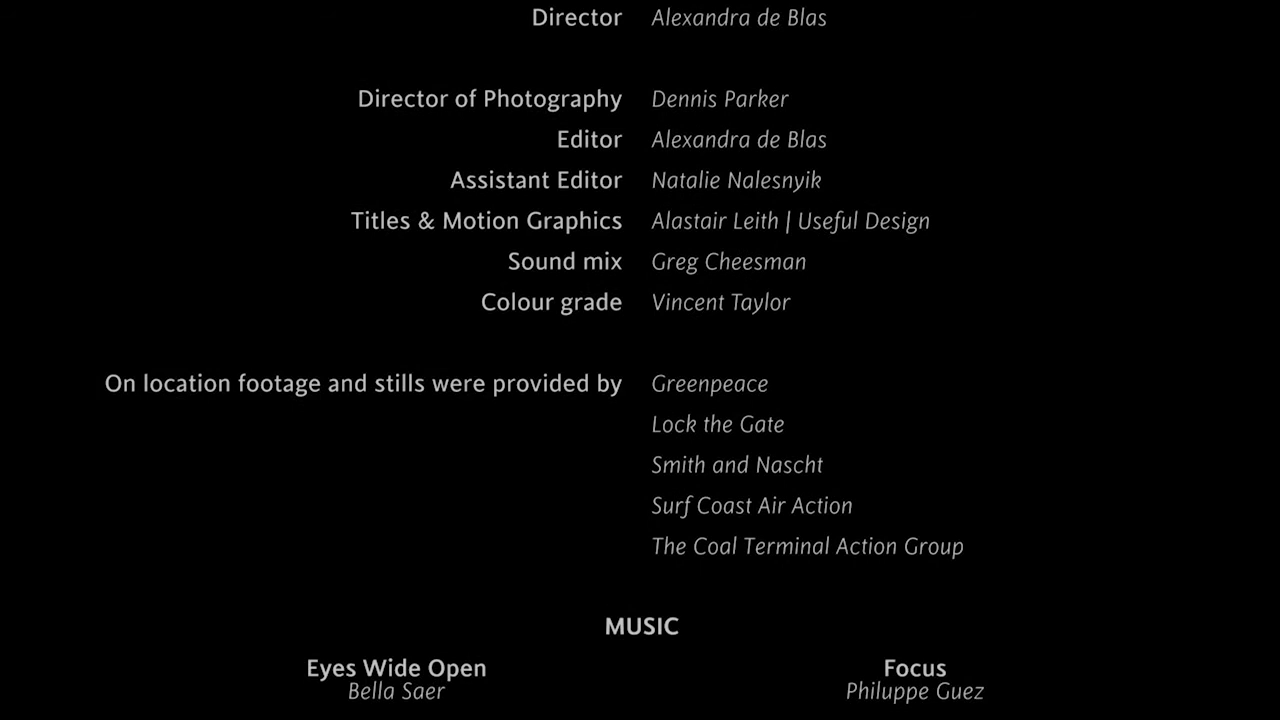 Director Alexandra de Blas
Director of Photography Dennis Parker
Editor Alexandra de Blas
Assistant Editor Natalie Nalesnyik
Titles & Motion Graphics Alastair Leith | Useful Design
Sound mix Greg Cheesman
Colour grade Vincent Taylor
On location footage and stills were provided by Greenpeace
Lock the Gate
Smith and Nascht
Surf Coast Air Action
The Coal Terminal Action Group
MUSIC
Eyes Wide Open Focus
Bella Saer Philuppe Guez